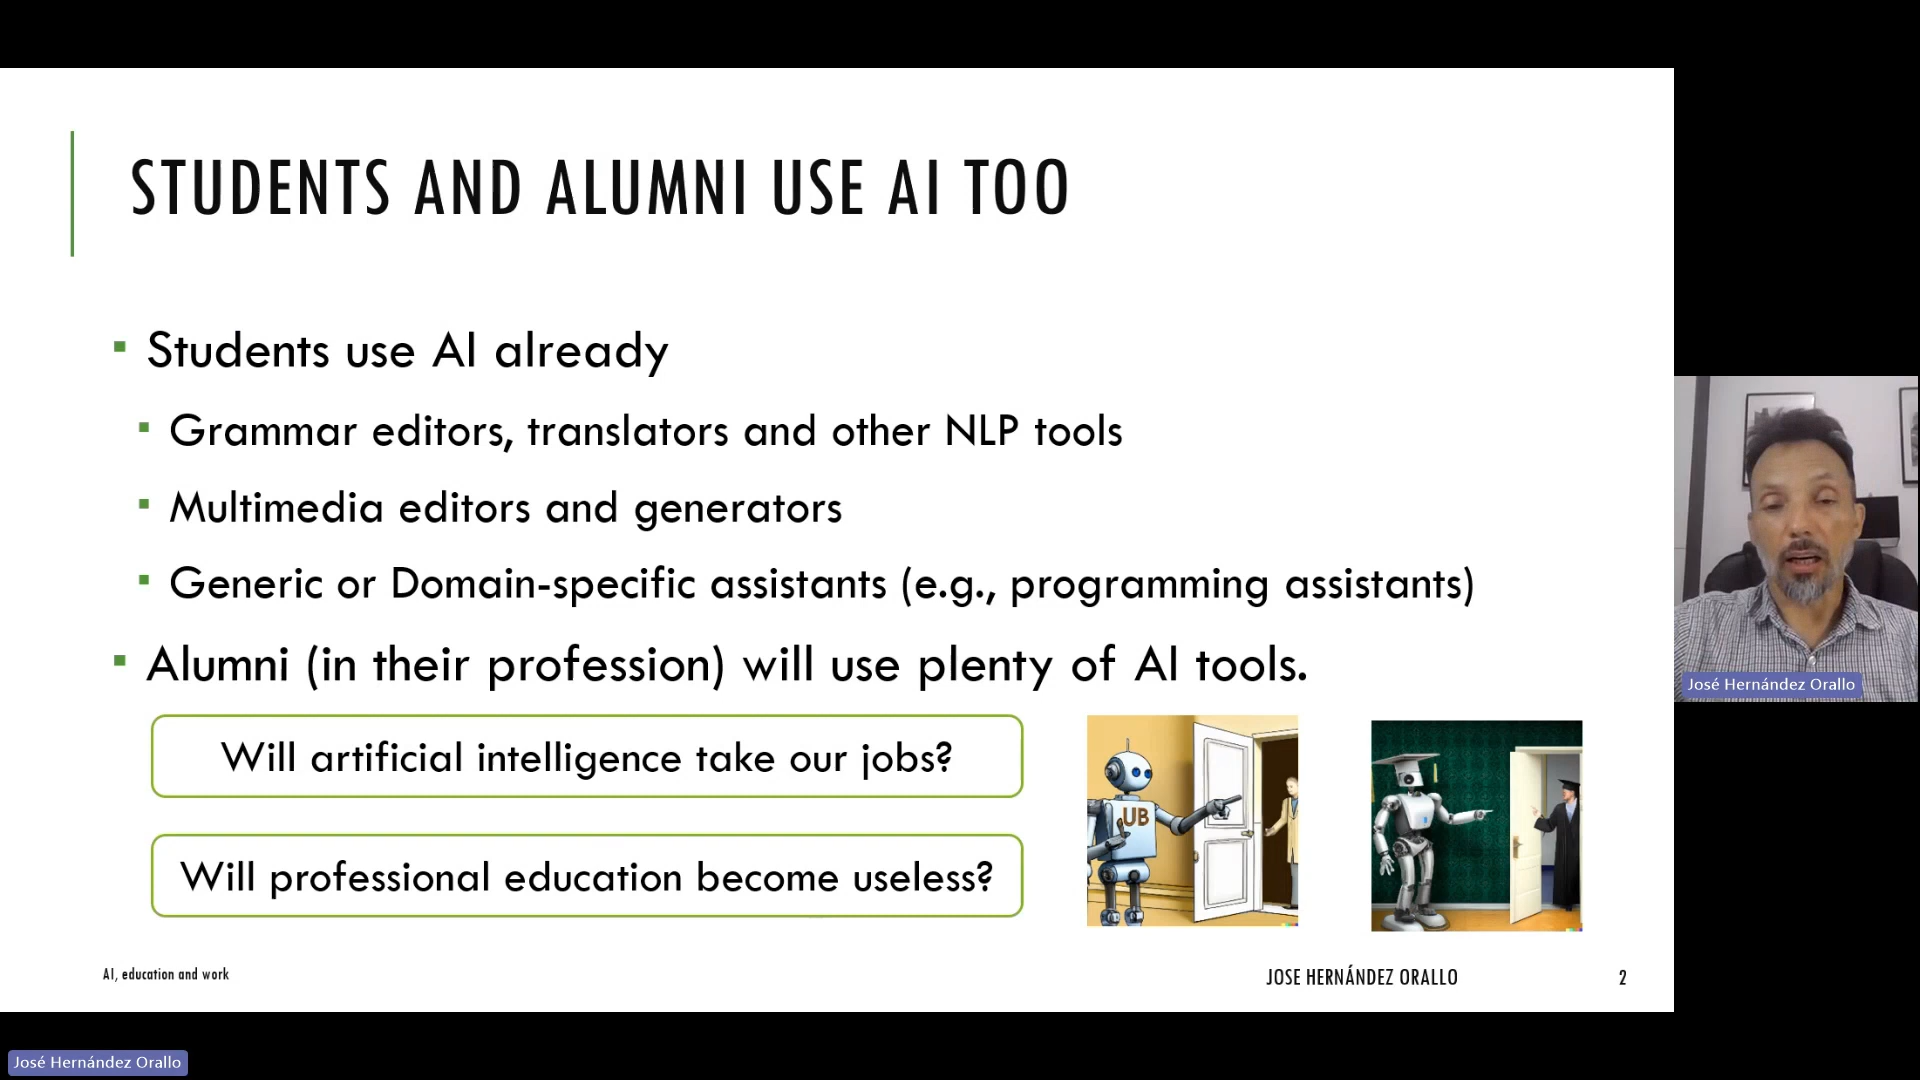 STUDENTS AND ALUMNI USE AI TOO
Students use AI already
Grammar editors, translators and other NLP tools
Multimedia editors and generators
Generic or Domain-specific assistants (e.g., programming assistants)
Alumni (in their profession) will use plenty of AI tools.
Will artificial intelligence take our jobs?
Will professional education become useless?
UB
AI, education and work
JOSE HERNÁNDEZ ORALLO
2
José Hernández Orallo
José Hernández Orallo